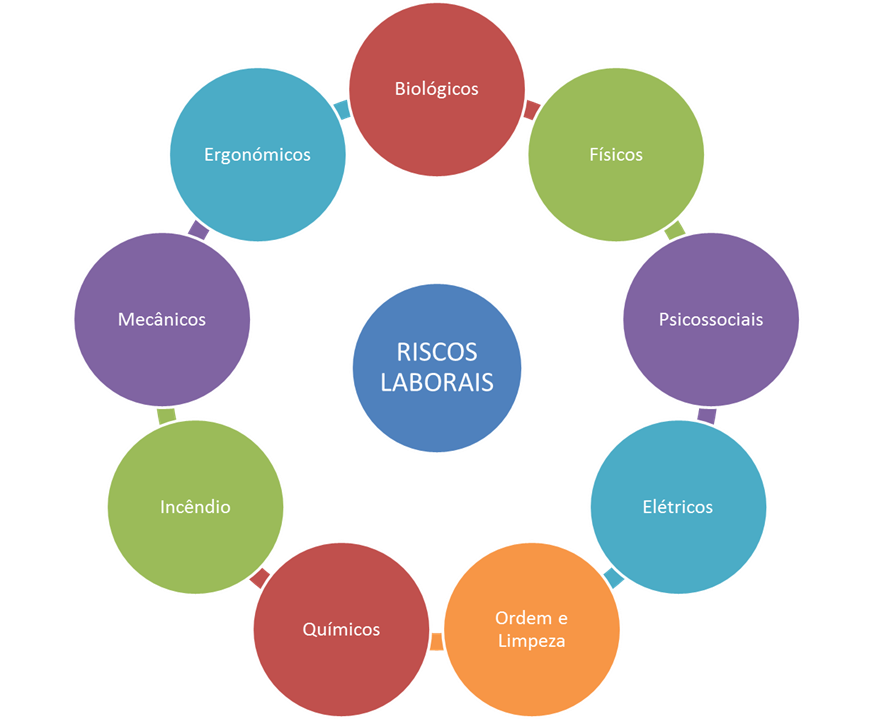 Biológicos
Físicos
Psicossociais
Elétricos
Ordem e
Limpeza
Químicos
Incêndio
Mecânicos
Ergonómicos
RISCOS
LABORAIS